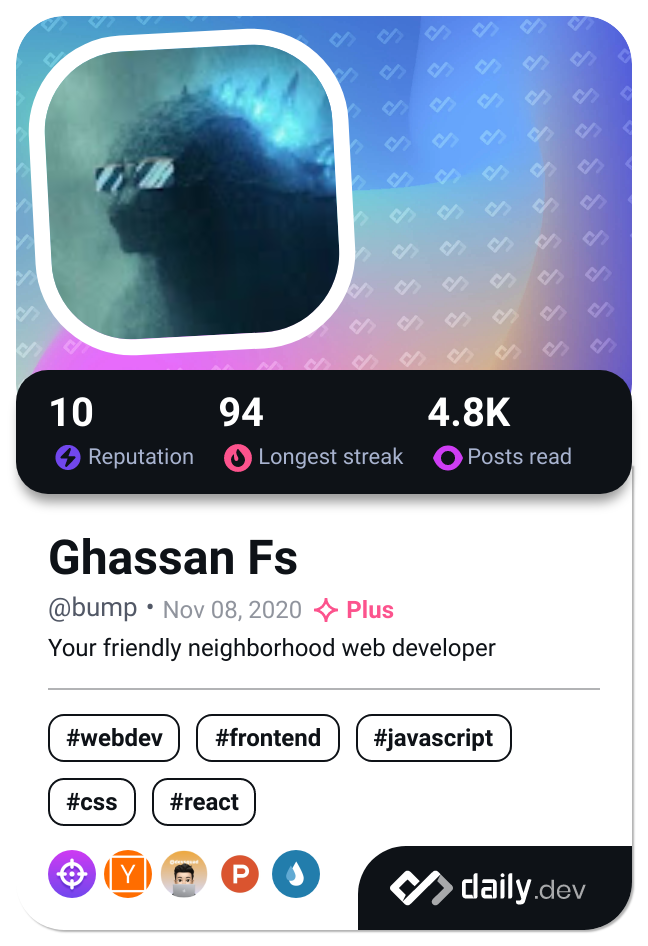 10 94 4.8K
Reputation Longest streak Posts read
Ghassan Fs
@bump • Nov 08, 2020 Plus
Your friendly neighborhood web developer
#webdev #frontend #javascript
#css #react
Y P daily.dev